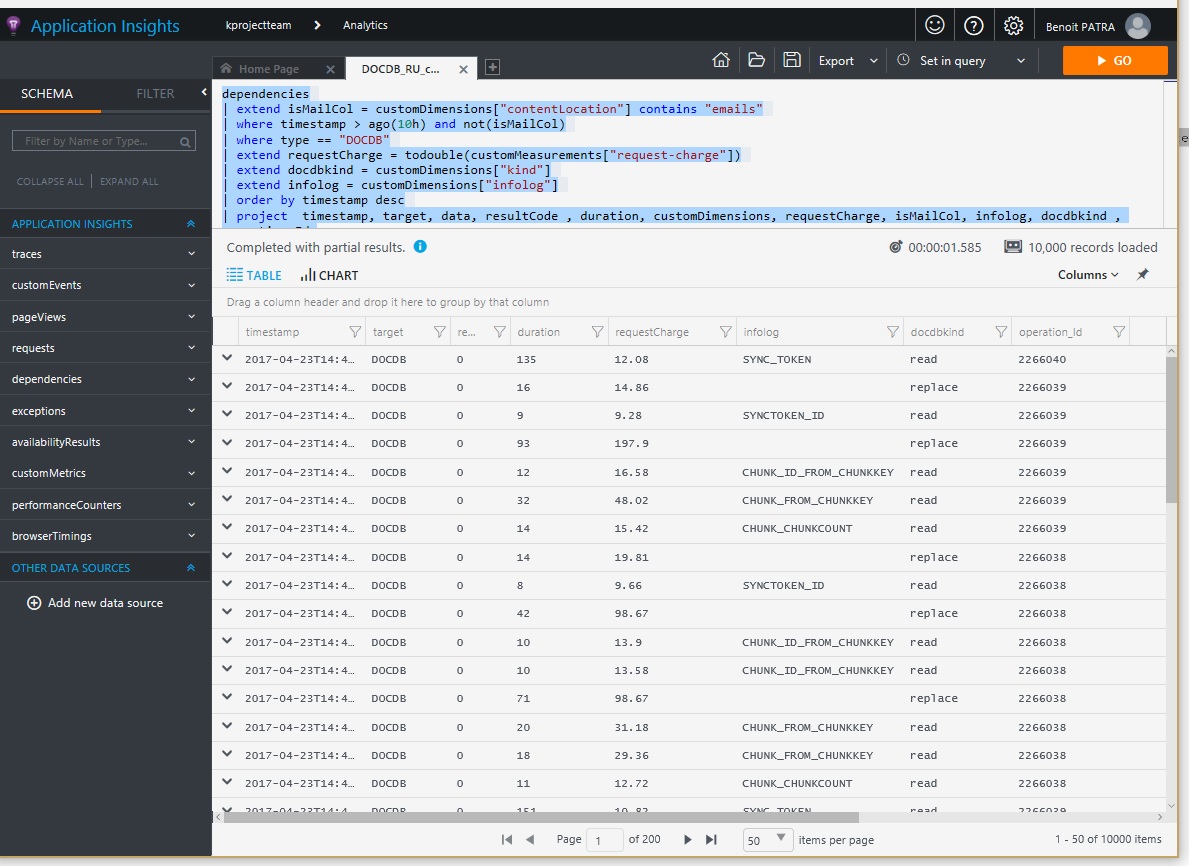 Application Insights kprojectteam Analytics Benoit PATRA
Home Page DOCDB_RU_c... Export Set in query GO
SCHEMA FILTER
Filter by Name or Type...
COLLAPSE ALL EXPAND ALL
APPLICATION INSIGHTS
traces
customEvents
pageViews
requests
dependencies
exceptions
availabilityResults
customMetrics
performanceCounters
browserTimings
OTHER DATA SOURCES
Add new data source
dependencies
| extend isMailCol = customDimensions["contentLocation"] contains "emails"
| where timestamp > ago(10h) and not(isMailCol)
| where type == "DOCDB"
| extend requestCharge = todouble(customMeasurements["request-charge"])
| extend docdbkind = customDimensions["kind"]
| extend infolog = customDimensions["infolog"]
| order by timestamp desc
| project timestamp, target, data, resultCode , duration, customDimensions, requestCharge, isMailCol, infolog, docdbkind ,
Completed with partial results. 00:00:01.585 10,000 records loaded
TABLE CHART Columns
Drag a column header and drop it here to group by that column
timestamp target re... duration requestCharge infolog docdbkind operation_Id
2017-04-23T14:4... DOCDB 0 135 12.08 SYNC_TOKEN read 2266040
2017-04-23T14:4... DOCDB 0 16 14.86 replace 2266039
2017-04-23T14:4... DOCDB 0 9 9.28 SYNCTOKEN_ID read 2266039
2017-04-23T14:4... DOCDB 0 93 197.9 replace 2266039
2017-04-23T14:4... DOCDB 0 12 16.58 CHUNK_ID_FROM_CHUNKKEY read 2266039
2017-04-23T14:4... DOCDB 0 32 48.02 CHUNK_FROM_CHUNKKEY read 2266039
2017-04-23T14:4... DOCDB 0 14 15.42 CHUNK_CHUNKCOUNT read 2266039
2017-04-23T14:4... DOCDB 0 14 19.81 replace 2266038
2017-04-23T14:4... DOCDB 0 8 9.66 SYNCTOKEN_ID read 2266038
2017-04-23T14:4... DOCDB 0 42 98.67 replace 2266038
2017-04-23T14:4... DOCDB 0 10 13.9 CHUNK_ID_FROM_CHUNKKEY read 2266038
2017-04-23T14:4... DOCDB 0 10 13.58 CHUNK_ID_FROM_CHUNKKEY read 2266038
2017-04-23T14:4... DOCDB 0 71 98.67 replace 2266038
2017-04-23T14:4... DOCDB 0 20 31.18 CHUNK_FROM_CHUNKKEY read 2266038
2017-04-23T14:4... DOCDB 0 18 29.36 CHUNK_FROM_CHUNKKEY read 2266038
2017-04-23T14:4... DOCDB 0 11 12.72 CHUNK_CHUNKCOUNT read 2266038
2017-04-23T14:4... DOCDB 0 151 10.82 SYNC_TOKEN read
Page 1 of 200 50 items per page 1 - 50 of 10000 items